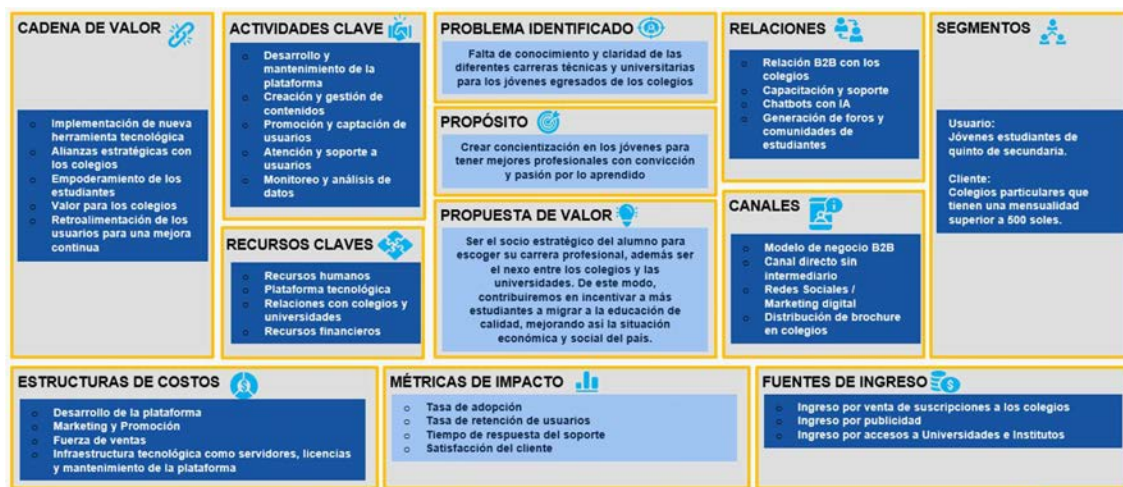 CADENA DE VALOR
Implementación de nueva
herramienta tecnológica
Alianzas estratégicas con
los colegios
Empoderamiento de los
estudiantes
Valor para los colegios
Retroalimentación de los
usuarios para una mejora
continua
ACTIVIDADES CLAVE
Desarrollo y
mantenimiento de la
plataforma
Creación y gestión de
contenidos
Promoción y captación de
usuarios
Atención y soporte a
usuarios
Monitoreo y análisis de
datos
RECURSOS CLAVES
Recursos humanos
Plataforma tecnológica
Relaciones con colegios y
universidades
Recursos financieros
PROBLEMA IDENTIFICADO
Falta de conocimiento y claridad de las
diferentes carreras técnicas y universitarias
para los jóvenes egresados de los colegios
PROPÓSITO
Crear concientización en los jóvenes para
tener mejores profesionales con convicción
y pasión por lo aprendido
PROPUESTA DE VALOR
Ser el socio estratégico del alumno para
escoger su carrera profesional, además ser
el nexo entre los colegios y las
universidades. De este modo,
contribuiremos en incentivar a más
estudiantes a migrar a la educación de
calidad, mejorando así la situación
económica y social del país.
RELACIONES
Relación B2B con los
colegios
Capacitación y soporte
Chatbots con IA
Generación de foros y
comunidades de
estudiantes
CANALES
Modelo de negocio B2B
Canal directo sin
intermediario
Redes Sociales /
Marketing digital
Distribución de brochure
en colegios
SEGMENTOS
Usuario:
Jóvenes estudiantes de
quinto de secundaria.
Cliente:
Colegios particulares que
tienen una mensualidad
superior a 500 soles.
ESTRUCTURAS DE COSTOS
Desarrollo de la plataforma
Marketing y Promoción
Fuerza de ventas
Infraestructura tecnológica como servidores, licencias
y mantenimiento de la plataforma
MÉTRICAS DE IMPACTO
Tasa de adopción
Tasa de retención de usuarios
Tiempo de respuesta del soporte
Satisfacción del cliente
FUENTES DE INGRESO
Ingreso por venta de suscripciones a los colegios
Ingreso por publicidad
Ingreso por accesos a Universidades e Institutos